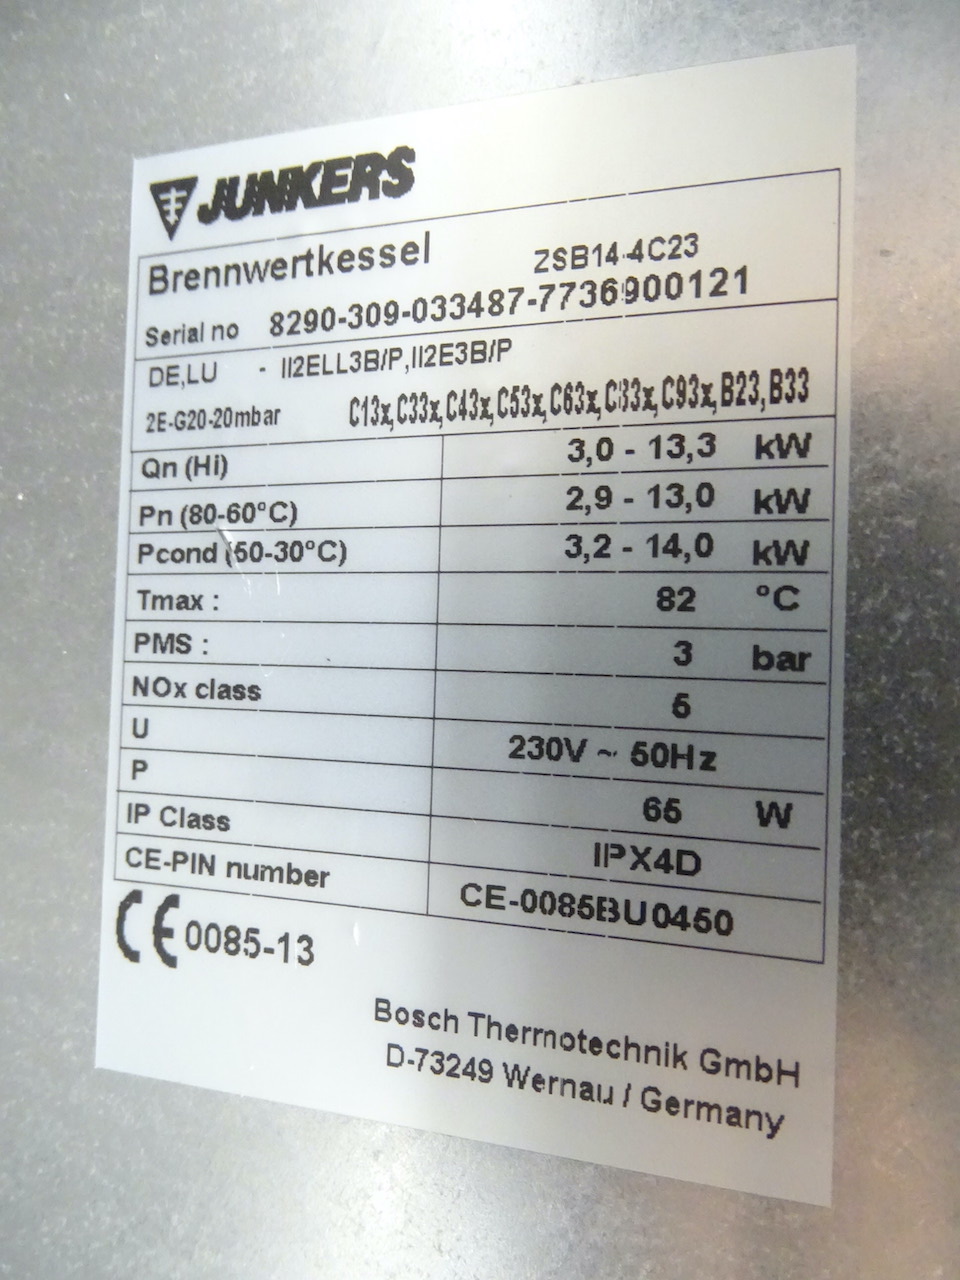 JUNKERS
Brennwertkessel ZSB14-4C23
Serial no 8290-309-033487-7736900121
DE,LU - II2ELL3B/P,II2E3B/P
2E-G20-20mbar C13x,C33x,C43x,C53x,C63x,C83x,C93x,B23,B33
Qn (Hi) 3,0 - 13,3 kW
Pn (80-60°C) 2,9 - 13,0 kW
Pcond (50-30°C) 3,2 - 14,0 kW
Tmax : 82 °C
PMS : 3 bar
NOx class 5
U 230V ~ 50Hz
P 65 W
IP Class IPX4D
CE-PIN number CE-0085BU0450
CE 0085-13
Bosch Thermotechnik GmbH
D-73249 Wernau / Germany